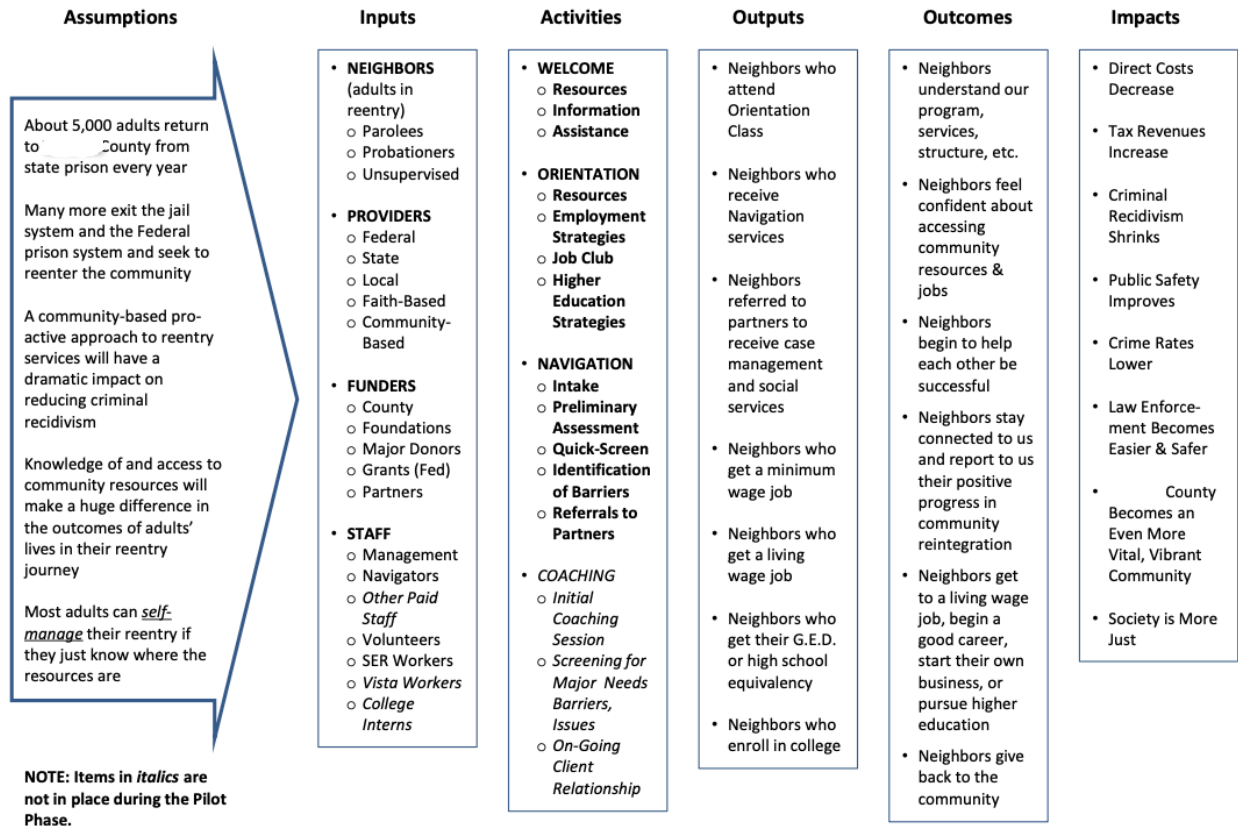 Assumptions
About 5,000 adults return
to County from
state prison every year
Many more exit the jail
system and the Federal
prison system and seek to
reenter the community
A community-based pro-
active approach to reentry
services will have a
dramatic impact on
reducing criminal
recidivism
Knowledge of and access to
community resources will
make a huge difference in
the outcomes of adults'
lives in their reentry
journey
Most adults can self-
manage their reentry if
they just know where the
resources are
NOTE: Items in italics are
not in place during the Pilot
Phase.
Inputs
• NEIGHBORS
(adults in
reentry)
o Parolees
o Probationers
o Unsupervised
• PROVIDERS
o Federal
o State
o Local
o Faith-Based
o Community-
Based
• FUNDERS
o County
o Foundations
o Major Donors
o Grants (Fed)
o Partners
• STAFF
o Management
o Navigators
o Other Paid
Staff
o Volunteers
o SER Workers
o Vista Workers
o College
Interns
Activities
• WELCOME
o Resources
o Information
o Assistance
• ORIENTATION
o Resources
o Employment
Strategies
o Job Club
o Higher
Education
Strategies
• NAVIGATION
o Intake
o Preliminary
Assessment
o Quick-Screen
o Identification
of Barriers
o Referrals to
Partners
• COACHING
o Initial
Coaching
Session
o Screening for
Major Needs
Barriers,
Issues
o On-Going
Client
Relationship
Outputs
• Neighbors who
attend
Orientation
Class
• Neighbors who
receive
Navigation
services
• Neighbors
referred to
partners to
receive case
management
and social
services
• Neighbors who
get a minimum
wage job
• Neighbors who
get a living
wage job
• Neighbors who
get their G.E.D.
or high school
equivalency
• Neighbors who
enroll in college
Outcomes
• Neighbors
understand our
program,
services,
structure, etc.
• Neighbors feel
confident about
accessing
community
resources &
jobs
• Neighbors
begin to help
each other be
successful
• Neighbors stay
connected to us
and report to us
their positive
progress in
community
reintegration
• Neighbors get
to a living wage
job, begin a
good career,
start their own
business, or
pursue higher
education
• Neighbors give
back to the
community
Impacts
• Direct Costs
Decrease
• Tax Revenues
Increase
• Criminal
Recidivism
Shrinks
• Public Safety
Improves
• Crime Rates
Lower
• Law Enforce-
ment Becomes
Easier & Safer
• County
Becomes an
Even More
Vital, Vibrant
Community
• Society is More
Just